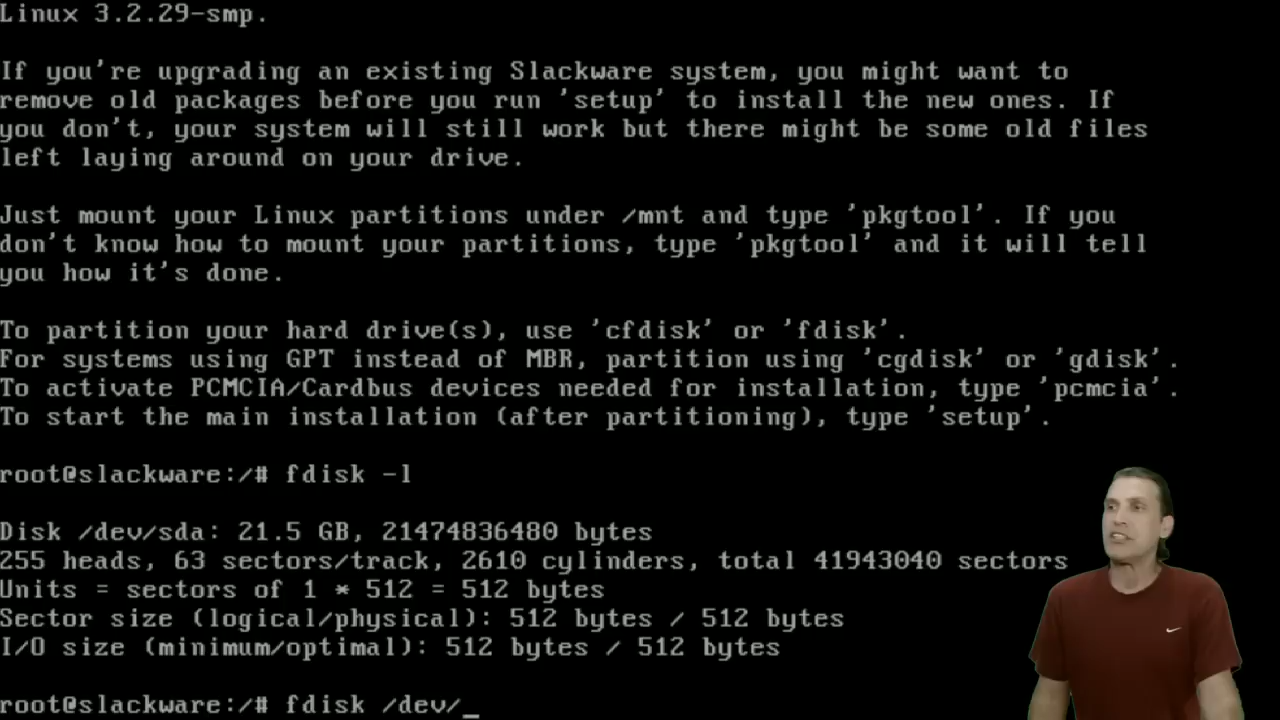 Linux 3.2.29-smp.
If you're upgrading an existing Slackware system, you might want to
remove old packages before you run 'setup' to install the new ones. If
you don't, your system will still work but there might be some old files
left laying around on your drive.
Just mount your Linux partitions under /mnt and type 'pkgtool'. If you
don't know how to mount your partitions, type 'pkgtool' and it will tell
you how it's done.
To partition your hard drive(s), use 'cfdisk' or 'fdisk'.
For systems using GPT instead of MBR, partition using 'cgdisk' or 'gdisk'.
To activate PCMCIA/Cardbus devices needed for installation, type 'pcmcia'.
To start the main installation (after partitioning), type 'setup'.
root@slackware:/# fdisk -l
Disk /dev/sda: 21.5 GB, 21474836480 bytes
255 heads, 63 sectors/track, 2610 cylinders, total 41943040 sectors
Units = sectors of 1 * 512 = 512 bytes
Sector size (logical/physical): 512 bytes / 512 bytes
I/O size (minimum/optimal): 512 bytes / 512 bytes
root@slackware:/# fdisk /dev/_